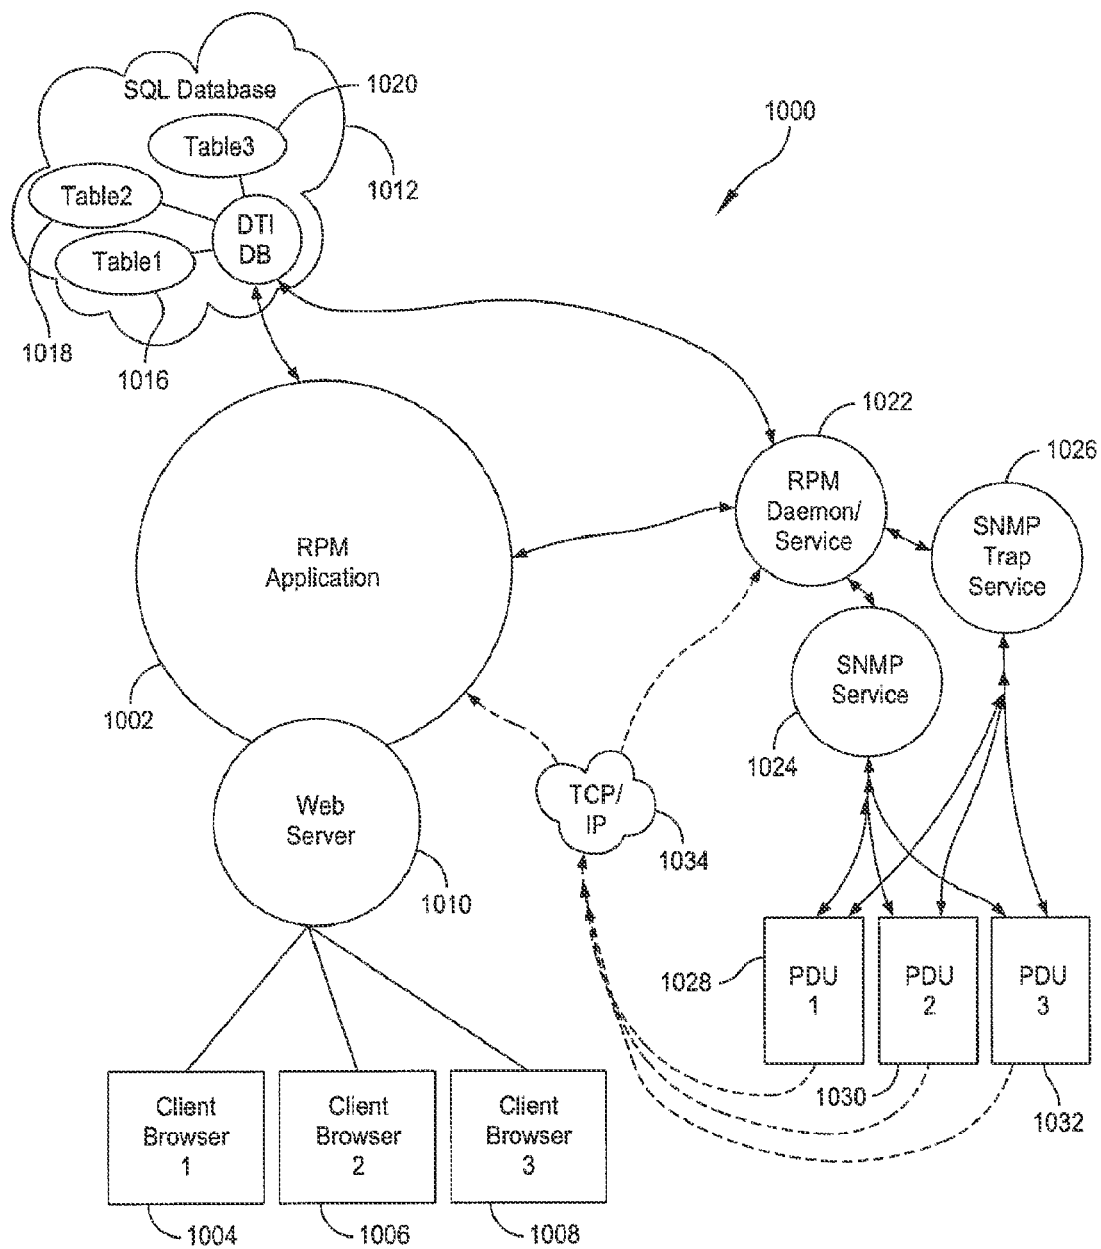 SQL Database
1020
1000
Table3
1012
Table2
DTI
DB
Table1
1018
1016
1022
1026
RPM
Daemon/
Service
SNMP
Trap
Service
RPM
Application
SNMP
Service
1002
1024
TCP/
IP
1034
Web
Server
1010
1028
PDU
1
PDU
2
PDU
3
1030
1032
Client
Browser
1
Client
Browser
2
Client
Browser
3
1004
1006
1008